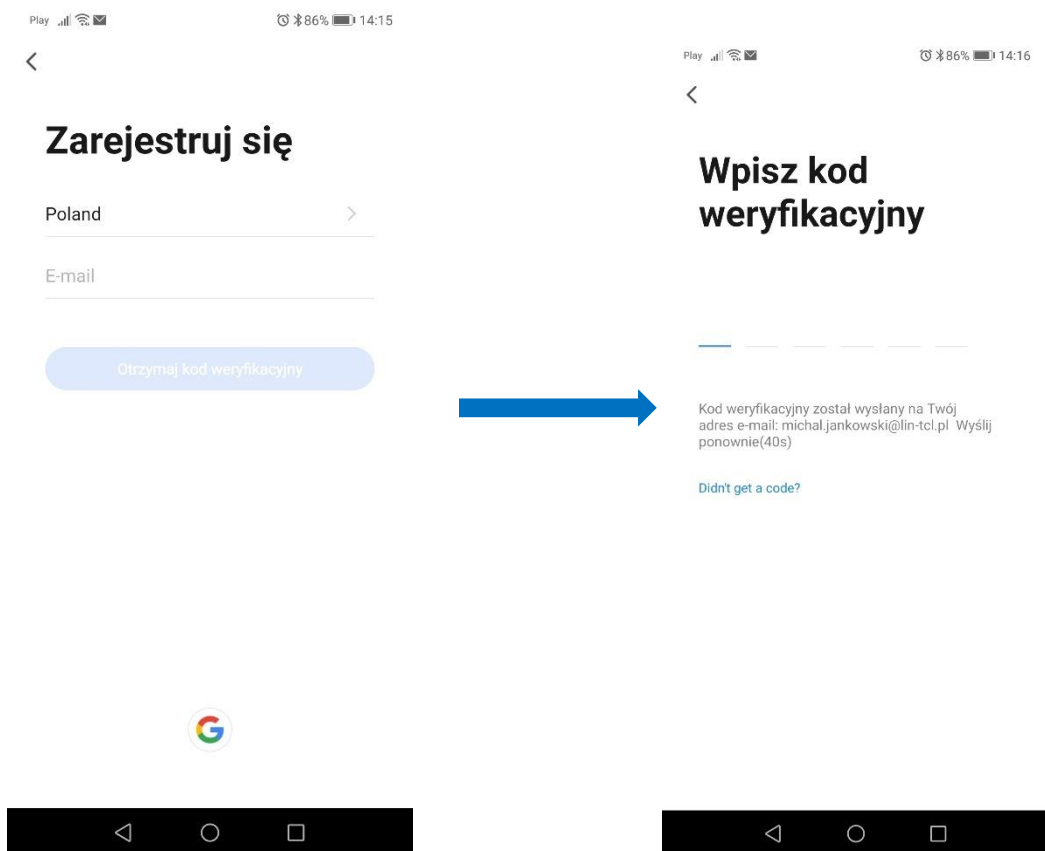 Play 86% 14:15
Zarejestruj się
Poland
E-mail
Otrzymaj kod weryfikacyjny
Play 86% 14:16
Wpisz kod
weryfikacyjny
Kod weryfikacyjny został wysłany na Twój
adres e-mail: michal.jankowski@lin-tcl.pl Wyślij
ponownie(40s)
Didn't get a code?